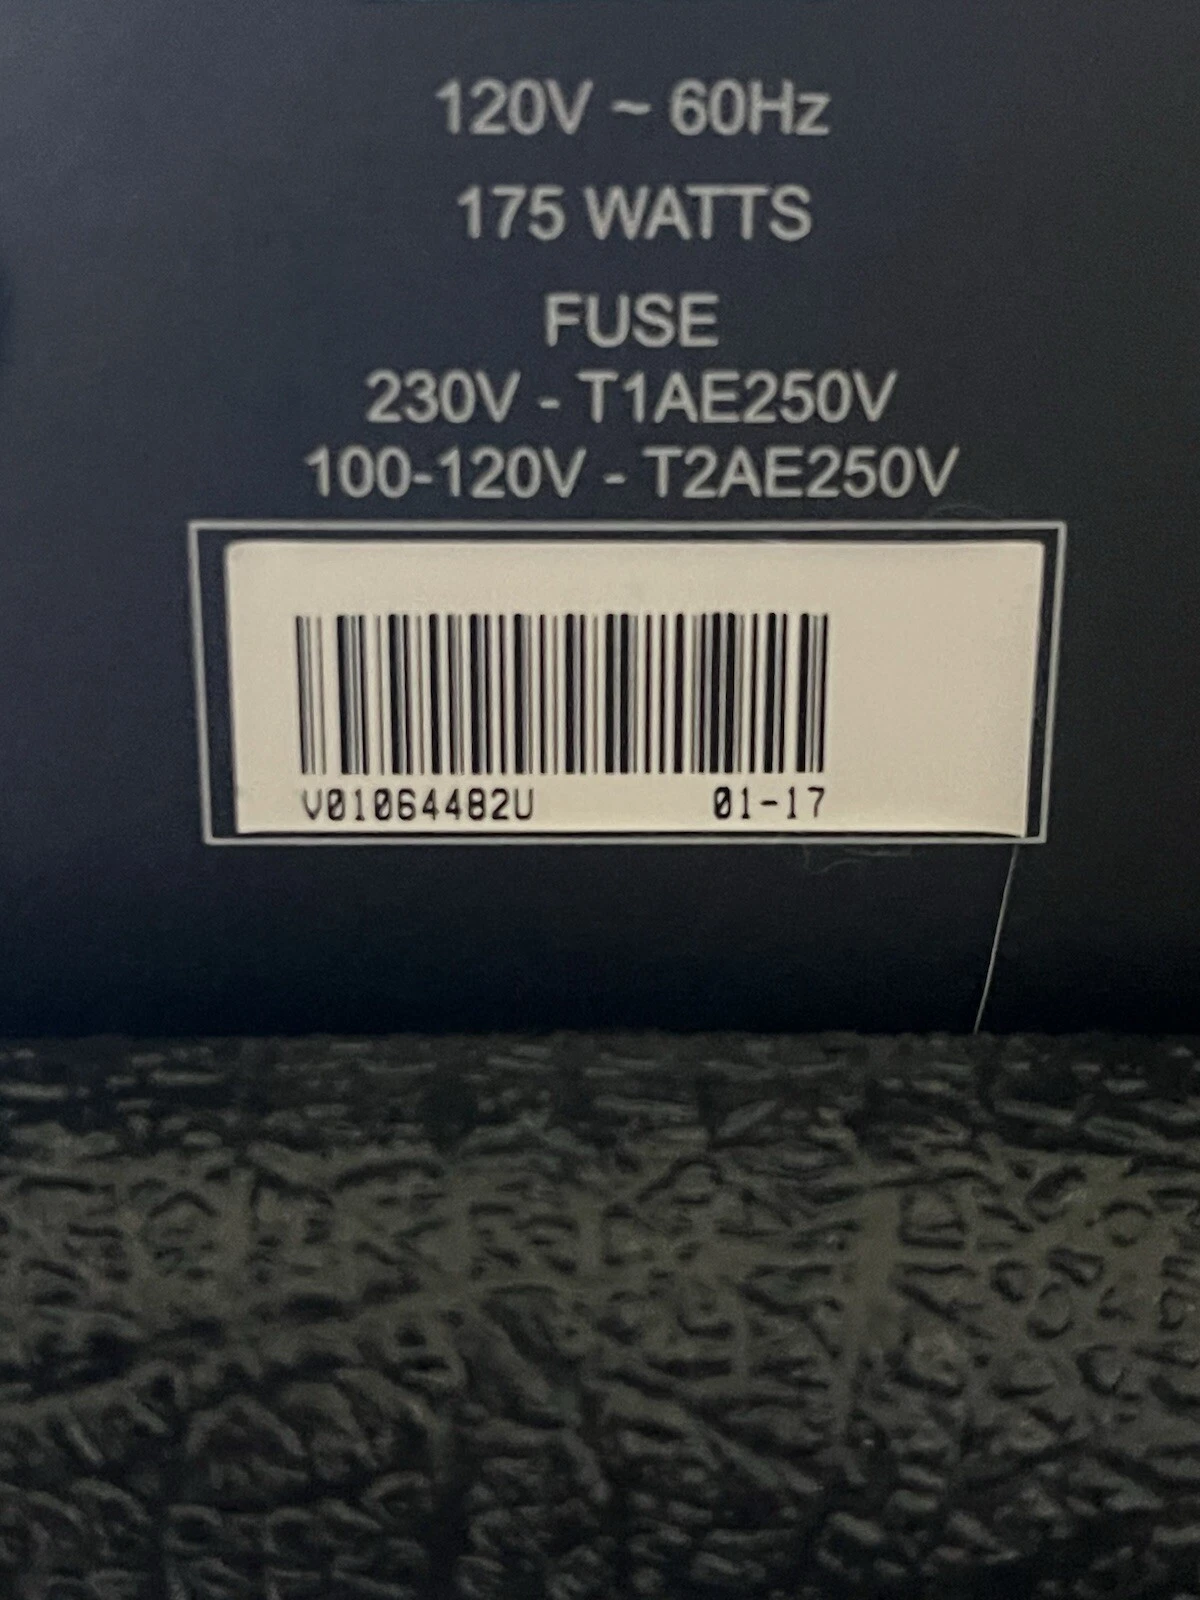 120V ~ 60Hz
175 WATTS
FUSE
230V - T1AE250V
100-120V - T2AE250V
V01064482U 01-17